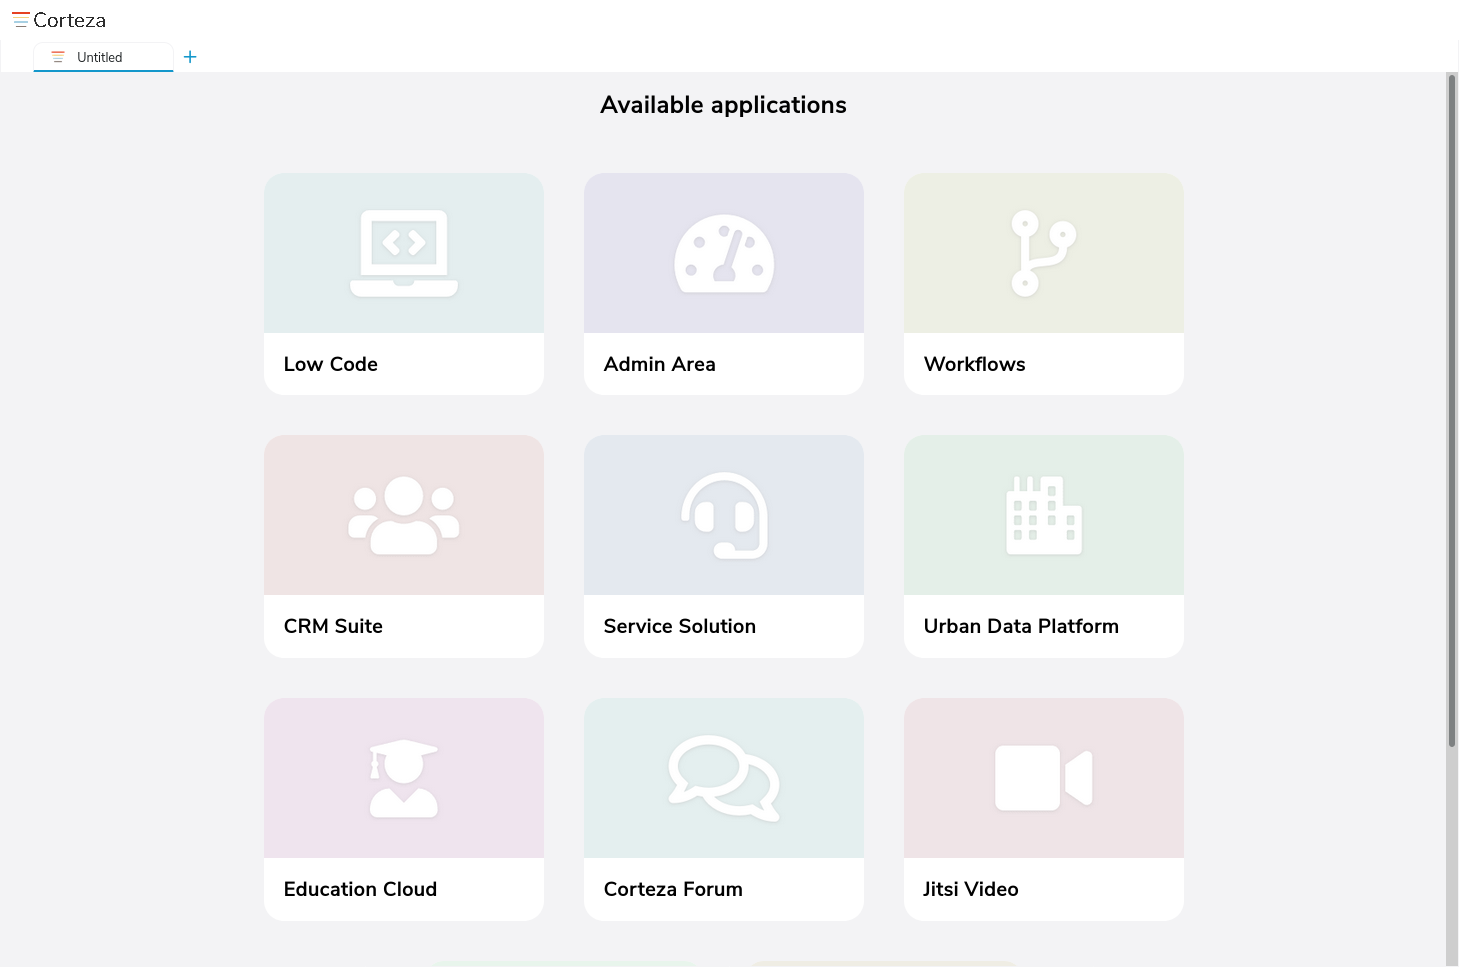 Corteza
Untitled
Available applications
Low Code
Admin Area
Workflows
CRM Suite
Service Solution
Urban Data Platform
Education Cloud
Corteza Forum
Jitsi Video